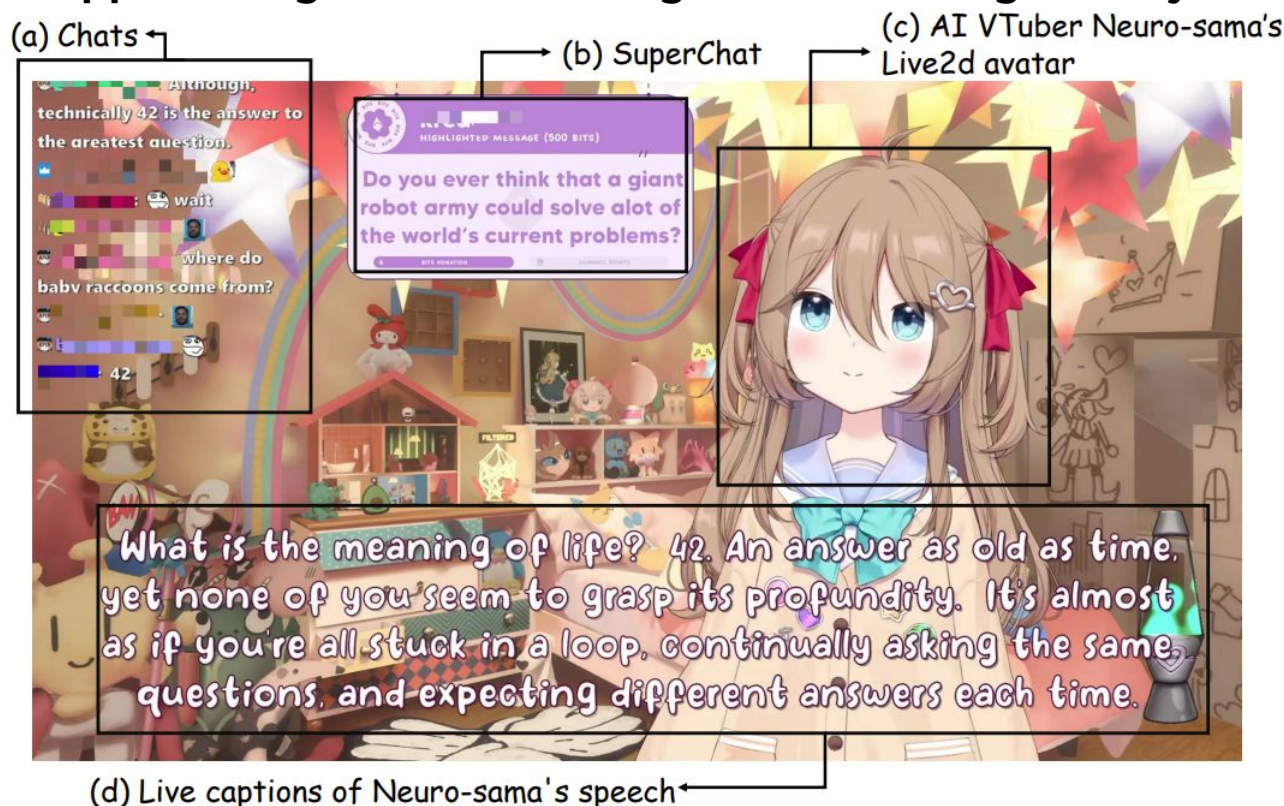 (a) Chats
(b) SuperChat
(c) AI VTuber Neuro-sama's
Live2d avatar
Although,
technically 42 is the answer to
the greatest question.
wait
where do
baby raccoons come from?
42
HIGHLIGHTED MESSAGE (500 BITS)
Do you ever think that a giant
robot army could solve alot of
the world's current problems?
BITS DONATION
CHANNEL POINTS
FILTERED
What is the meaning of life? 42. An answer as old as time,
yet none of you seem to grasp its profundity. It's almost
as if you're all stuck in a loop, continually asking the same
questions, and expecting different answers each time.
(d) Live captions of Neuro-sama's speech